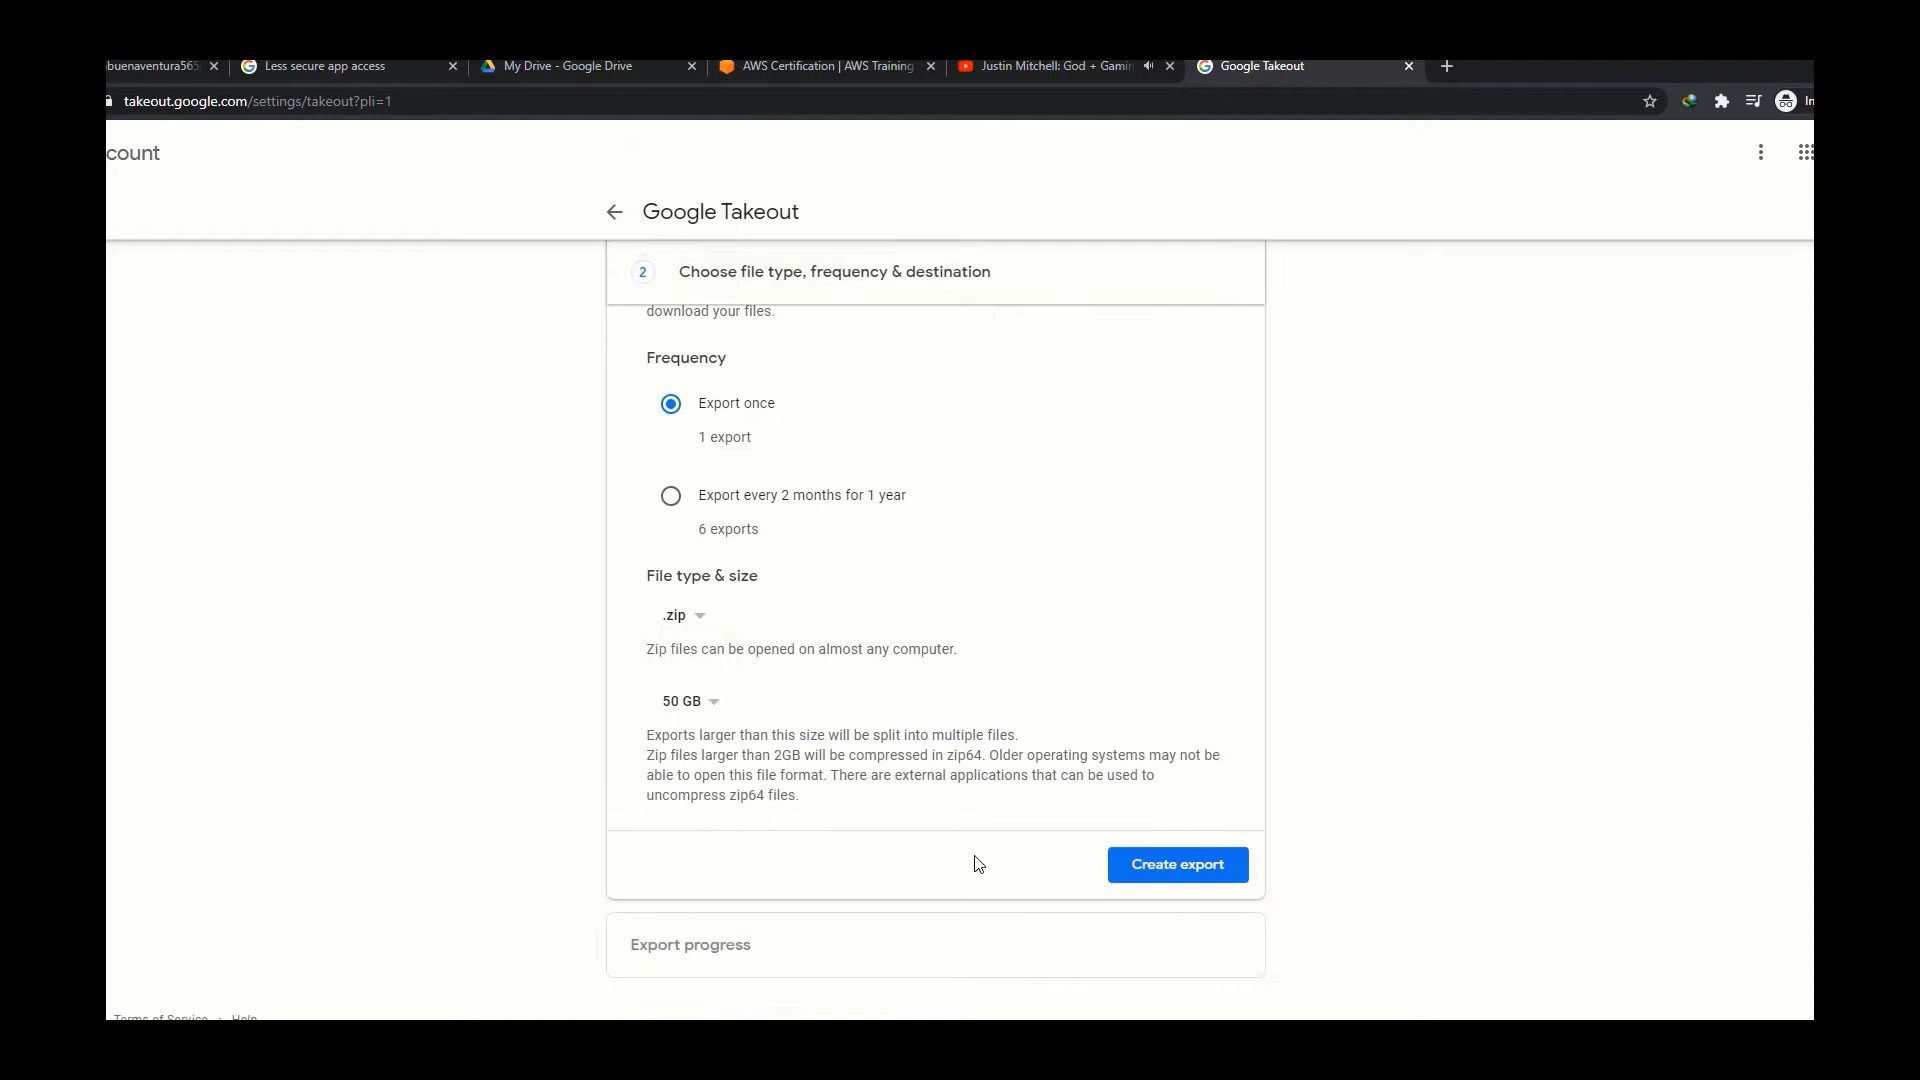 buenaventura565
Less secure app access
My Drive - Google Drive
AWS Certification | AWS Training
Justin Mitchell: God + Gamin
Google Takeout
takeout.google.com/settings/takeout?pli=1
In
count
Google Takeout
2 Choose file type, frequency & destination
download your files.
Frequency
Export once
1 export
Export every 2 months for 1 year
6 exports
File type & size
.zip
Zip files can be opened on almost any computer.
50 GB
Exports larger than this size will be split into multiple files.
Zip files larger than 2GB will be compressed in zip64. Older operating systems may not be
able to open this file format. There are external applications that can be used to
uncompress zip64 files.
Create export
Export progress
Terms of Service · Help